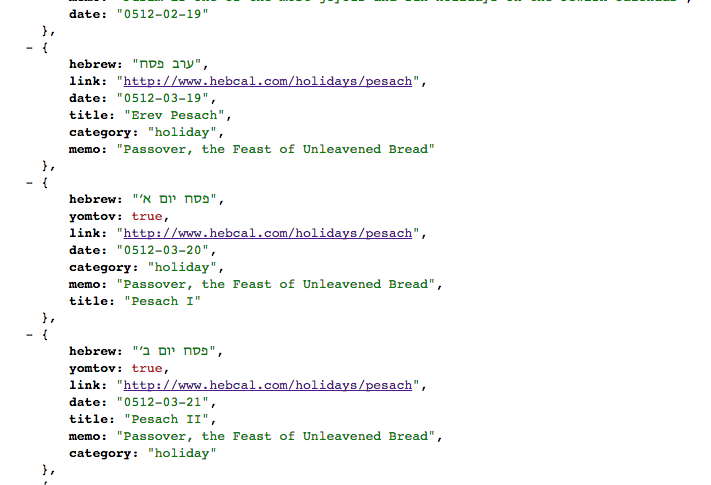 date: "0512-02-19"
},
– {
hebrew: "ערב פסח",
link: "http://www.hebcal.com/holidays/pesach",
date: "0512-03-19",
title: "Erev Pesach",
category: "holiday",
memo: "Passover, the Feast of Unleavened Bread"
},
– {
hebrew: "פסח יום א׳",
yomtov: true,
link: "http://www.hebcal.com/holidays/pesach",
date: "0512-03-20",
category: "holiday",
memo: "Passover, the Feast of Unleavened Bread",
title: "Pesach I"
},
– {
hebrew: "פסח יום ב׳",
yomtov: true,
link: "http://www.hebcal.com/holidays/pesach",
date: "0512-03-21",
title: "Pesach II",
memo: "Passover, the Feast of Unleavened Bread",
category: "holiday"
},